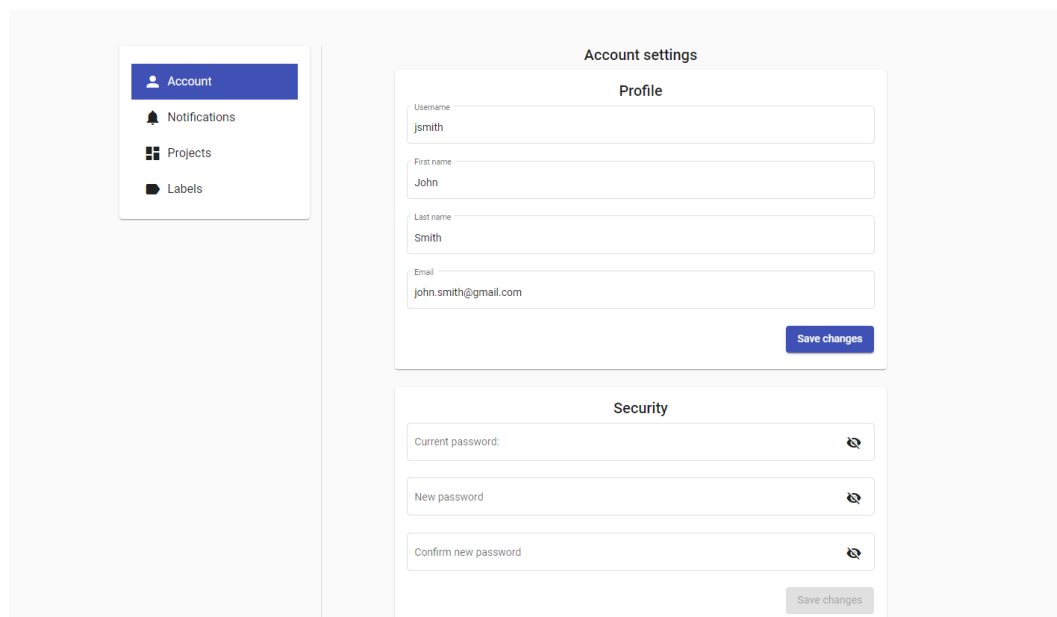 Account
Notifications
Projects
Labels
Account settings
Profile
Username
jsmith
First name
John
Last name
Smith
Email
john.smith@gmail.com
Save changes
Security
Current password:
New password
Confirm new password
Save changes